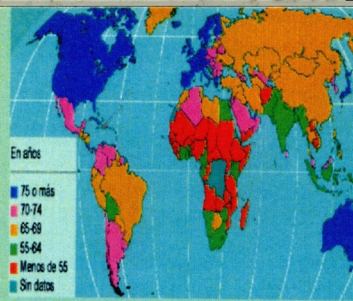 En años
75 o más
70-74
65-69
55-64
Menos de 55
Sin datos